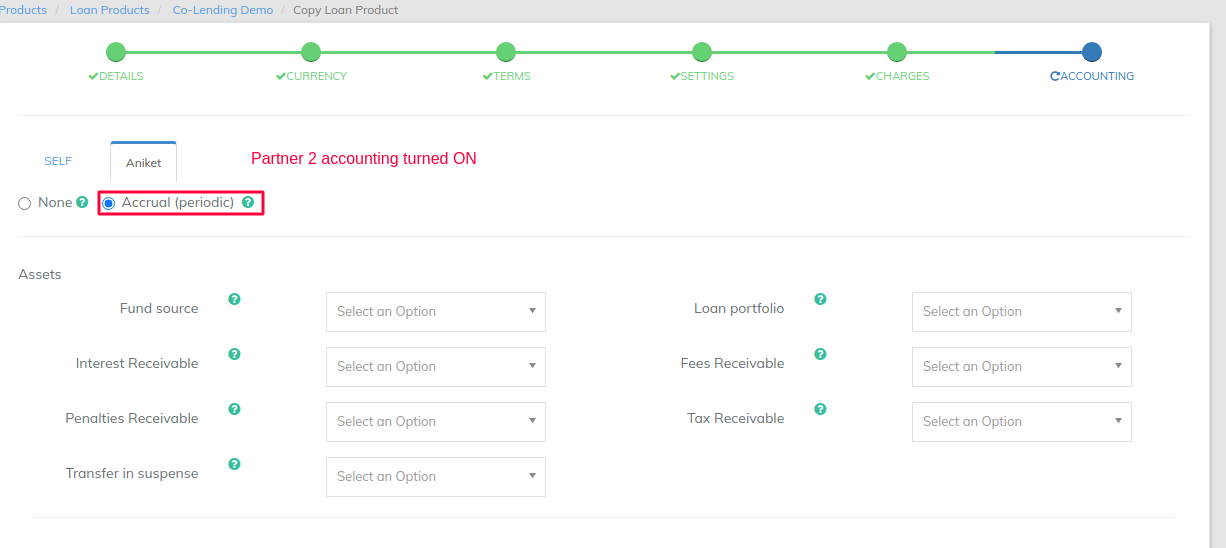 Products / Loan Products / Co-Lending Demo / Copy Loan Product
DETAILS CURRENCY TERMS SETTINGS CHARGES ACCOUNTING
SELF Aniket Partner 2 accounting turned ON
None ? Accrual (periodic) ?
Assets
Fund source ? Select an Option Loan portfolio ? Select an Option
Interest Receivable ? Select an Option Fees Receivable ? Select an Option
Penalties Receivable ? Select an Option Tax Receivable ? Select an Option
Transfer in suspense ? Select an Option